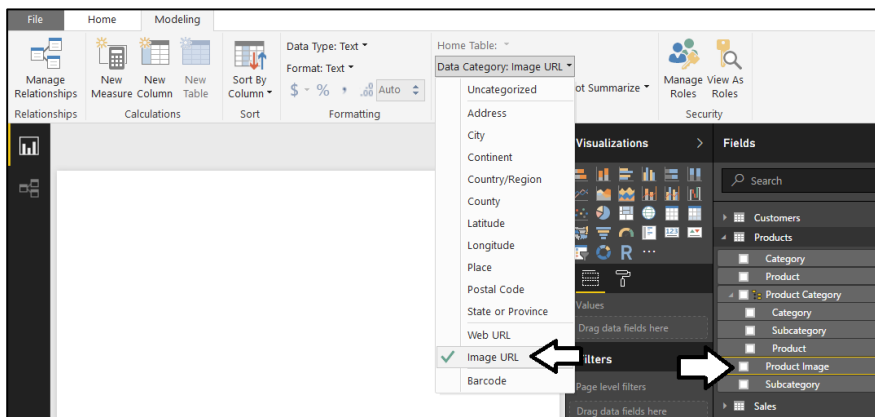 File
Home
Modeling
Manage
Relationships
Relationships
New
Measure
New
Column
New
Table
Calculations
Sort By
Column
Sort
Data Type: Text
Format: Text
$ % , .00 Auto
Formatting
Home Table:
Data Category: Image URL
ot Summarize
Manage
Roles
View As
Roles
Security
Uncategorized
Address
City
Continent
Country/Region
County
Latitude
Longitude
Place
Postal Code
State or Province
Web URL
Image URL
Barcode
Visualizations
R
123
Values
Drag data fields here
Filters
Page level filters
Drag data fields here
Fields
Search
Customers
Products
Category
Product
Product Category
Category
Subcategory
Product
Product Image
Subcategory
Sales